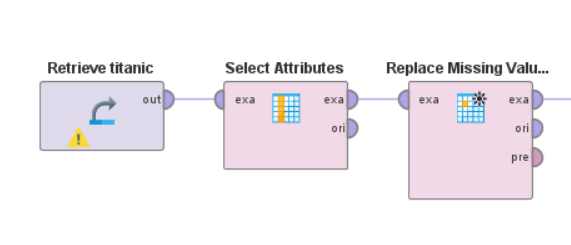 Retrieve titanic
Select Attributes
Replace Missing Valu...
out
exa
exa
ori
exa
exa
ori
pre